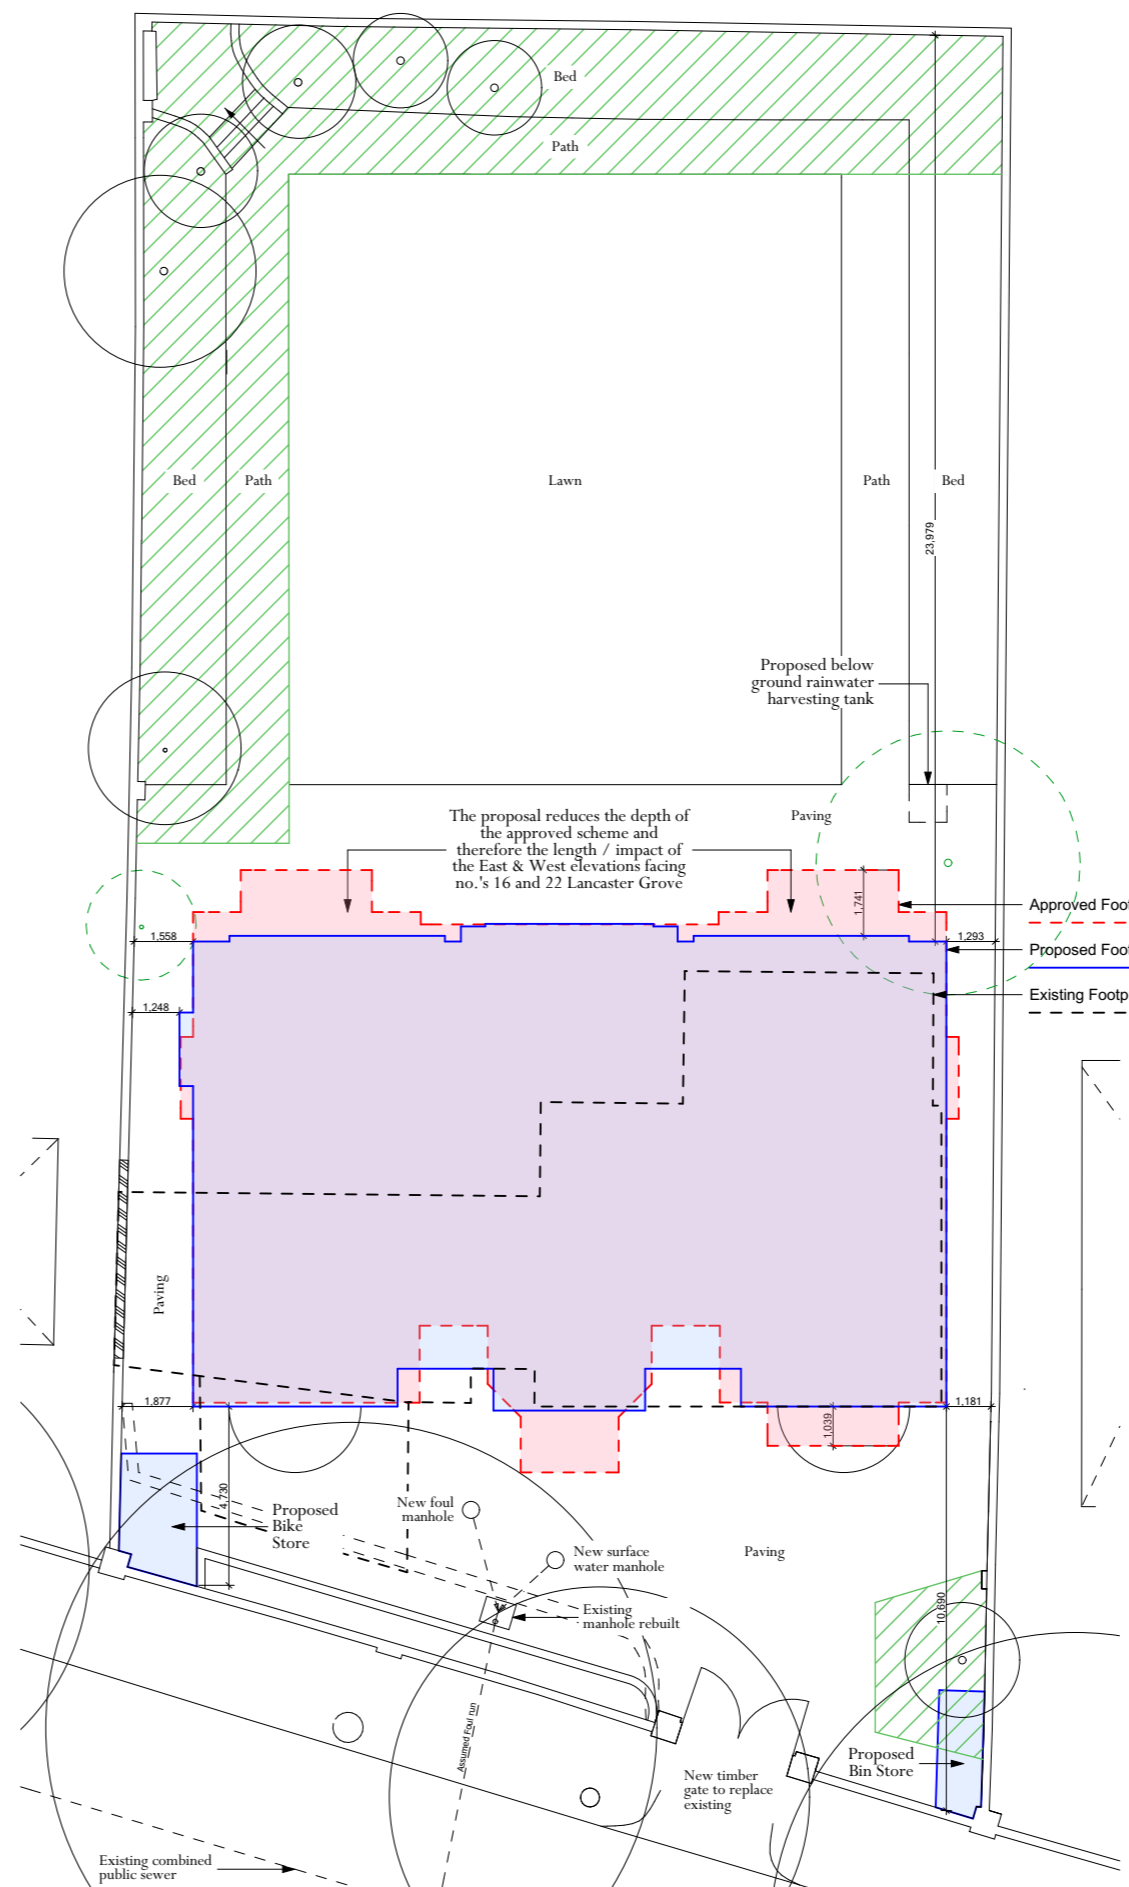 Bed
Path
Bed
Path
Lawn
Path
Bed
23,979
Proposed below
ground rainwater
harvesting tank
Paving
The proposal reduces the depth of
the approved scheme and
therefore the length / impact of
the East & West elevations facing
no.'s 16 and 22 Lancaster Grove
1,741
Approved Foot
1,558
1,293
Proposed Foot
Existing Footp
1,248
Paving
1,877
1,181
1,039
4,730
Proposed
Bike
Store
New foul
manhole
New surface
water manhole
Paving
Existing
manhole rebuilt
10,690
Assumed Foul run
New timber
gate to replace
existing
Proposed
Bin Store
Existing combined
public sewer